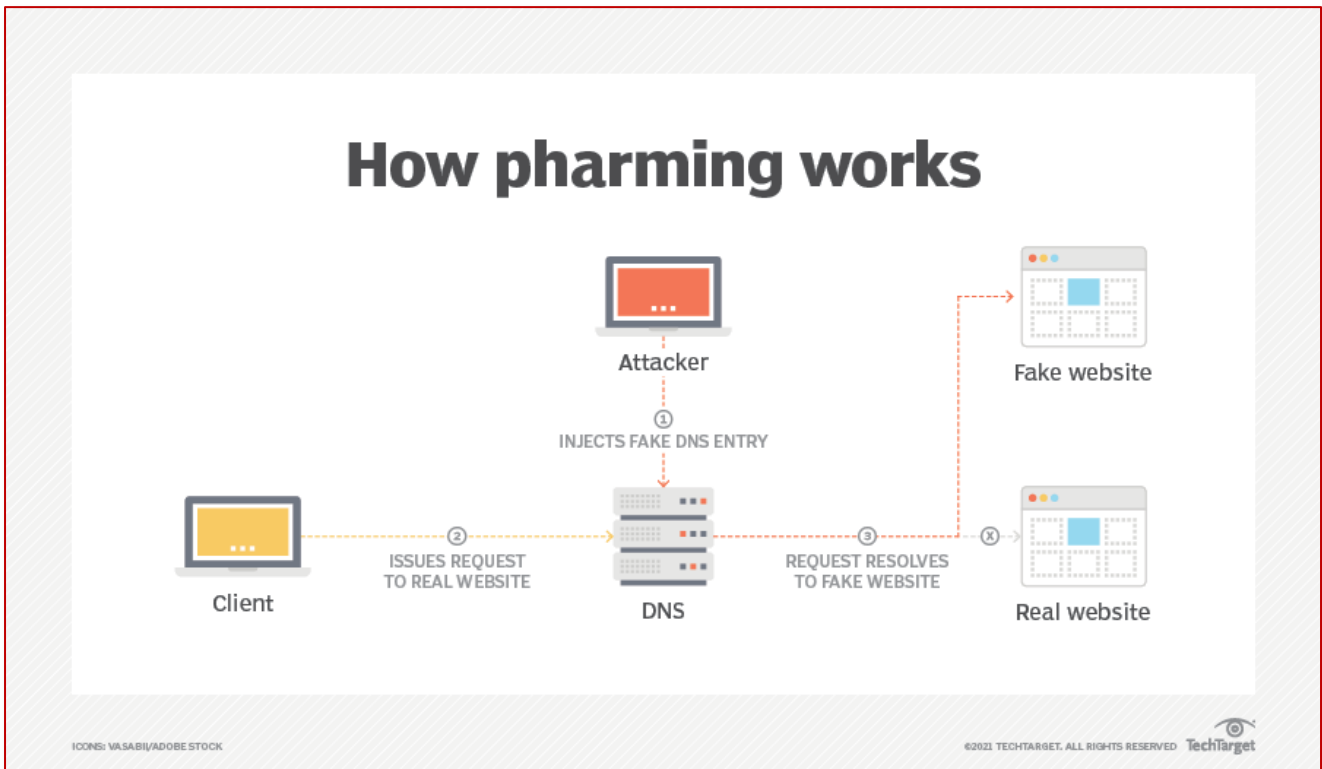 How pharming works
Attacker
Fake website
1
INJECTS FAKE DNS ENTRY
2
ISSUES REQUEST
TO REAL WEBSITE
3
REQUEST RESOLVES
TO FAKE WEBSITE
X
Client
DNS
Real website
ICONS: VASABII/ADOBE STOCK
©2021 TECHTARGET. ALL RIGHTS RESERVED TechTarget